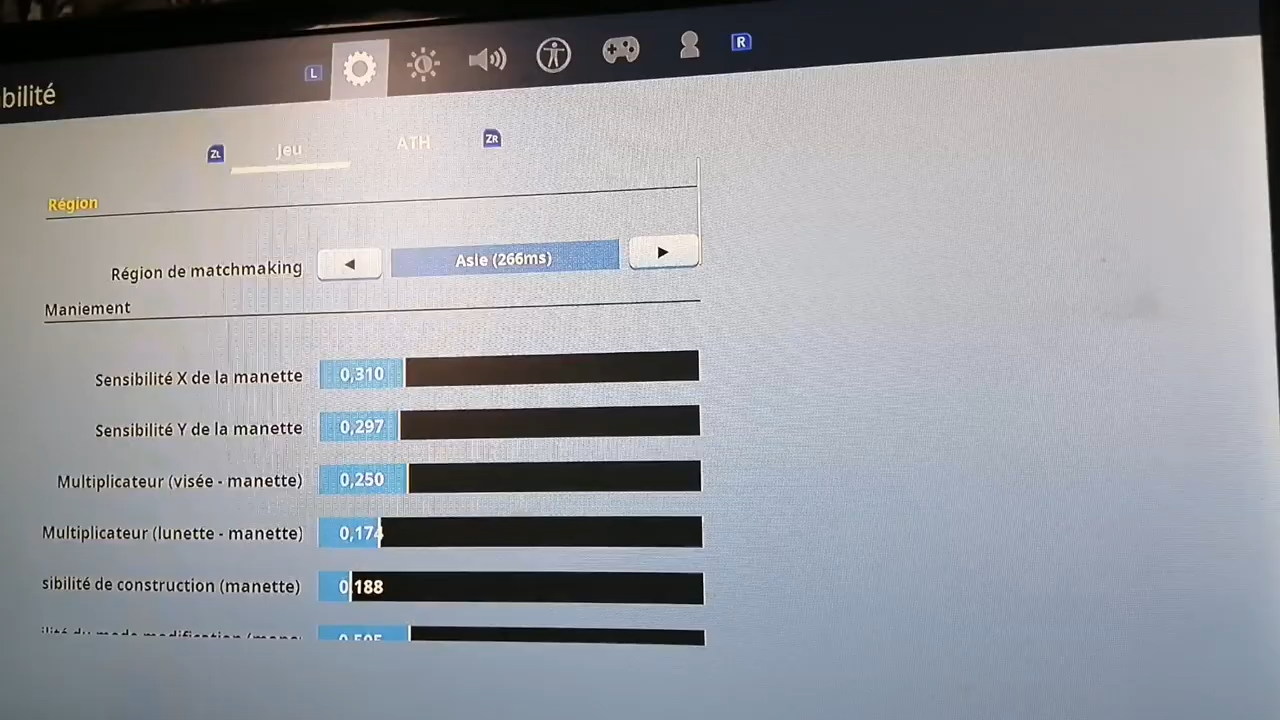 L
R
bilité
ZL
Jeu
ATH
ZR
Région
Région de matchmaking
Asie (266ms)
Maniement
Sensibilité X de la manette
0,310
Sensibilité Y de la manette
0,297
Multiplicateur (visée - manette)
0,250
Multiplicateur (lunette - manette)
0,174
sibilité de construction (manette)
0,188